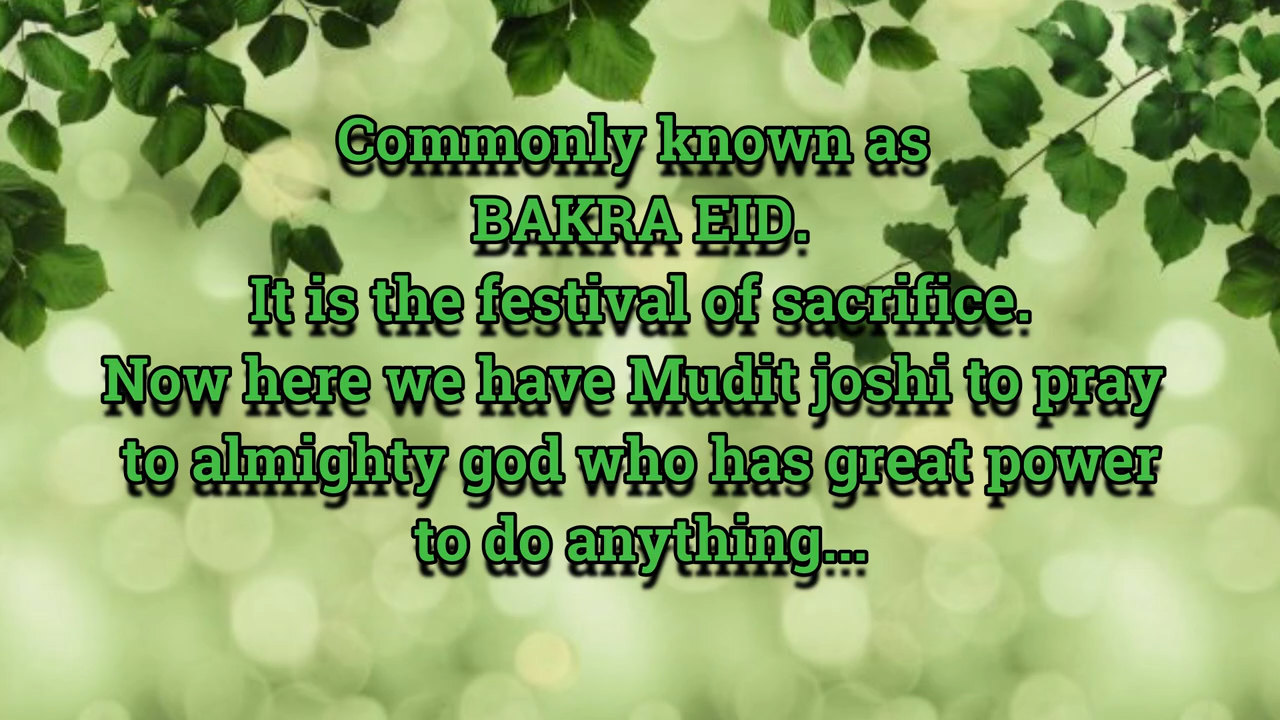 Commonly known as
BAKRA EID.
It is the festival of sacrifice.
Now here we have Mudit joshi to pray
to almighty god who has great power
to do anything...